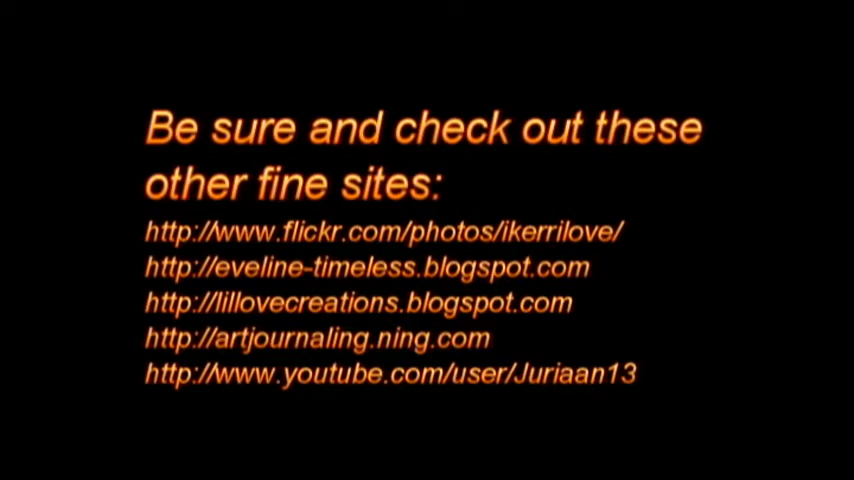 Be sure and check out these
other fine sites:
http://www.flickr.com/photos/ikerrilove/
http://eveline-timeless.blogspot.com
http://lillovecreations.blogspot.com
http://artjournaling.ning.com
http://www.youtube.com/user/Juriaan13